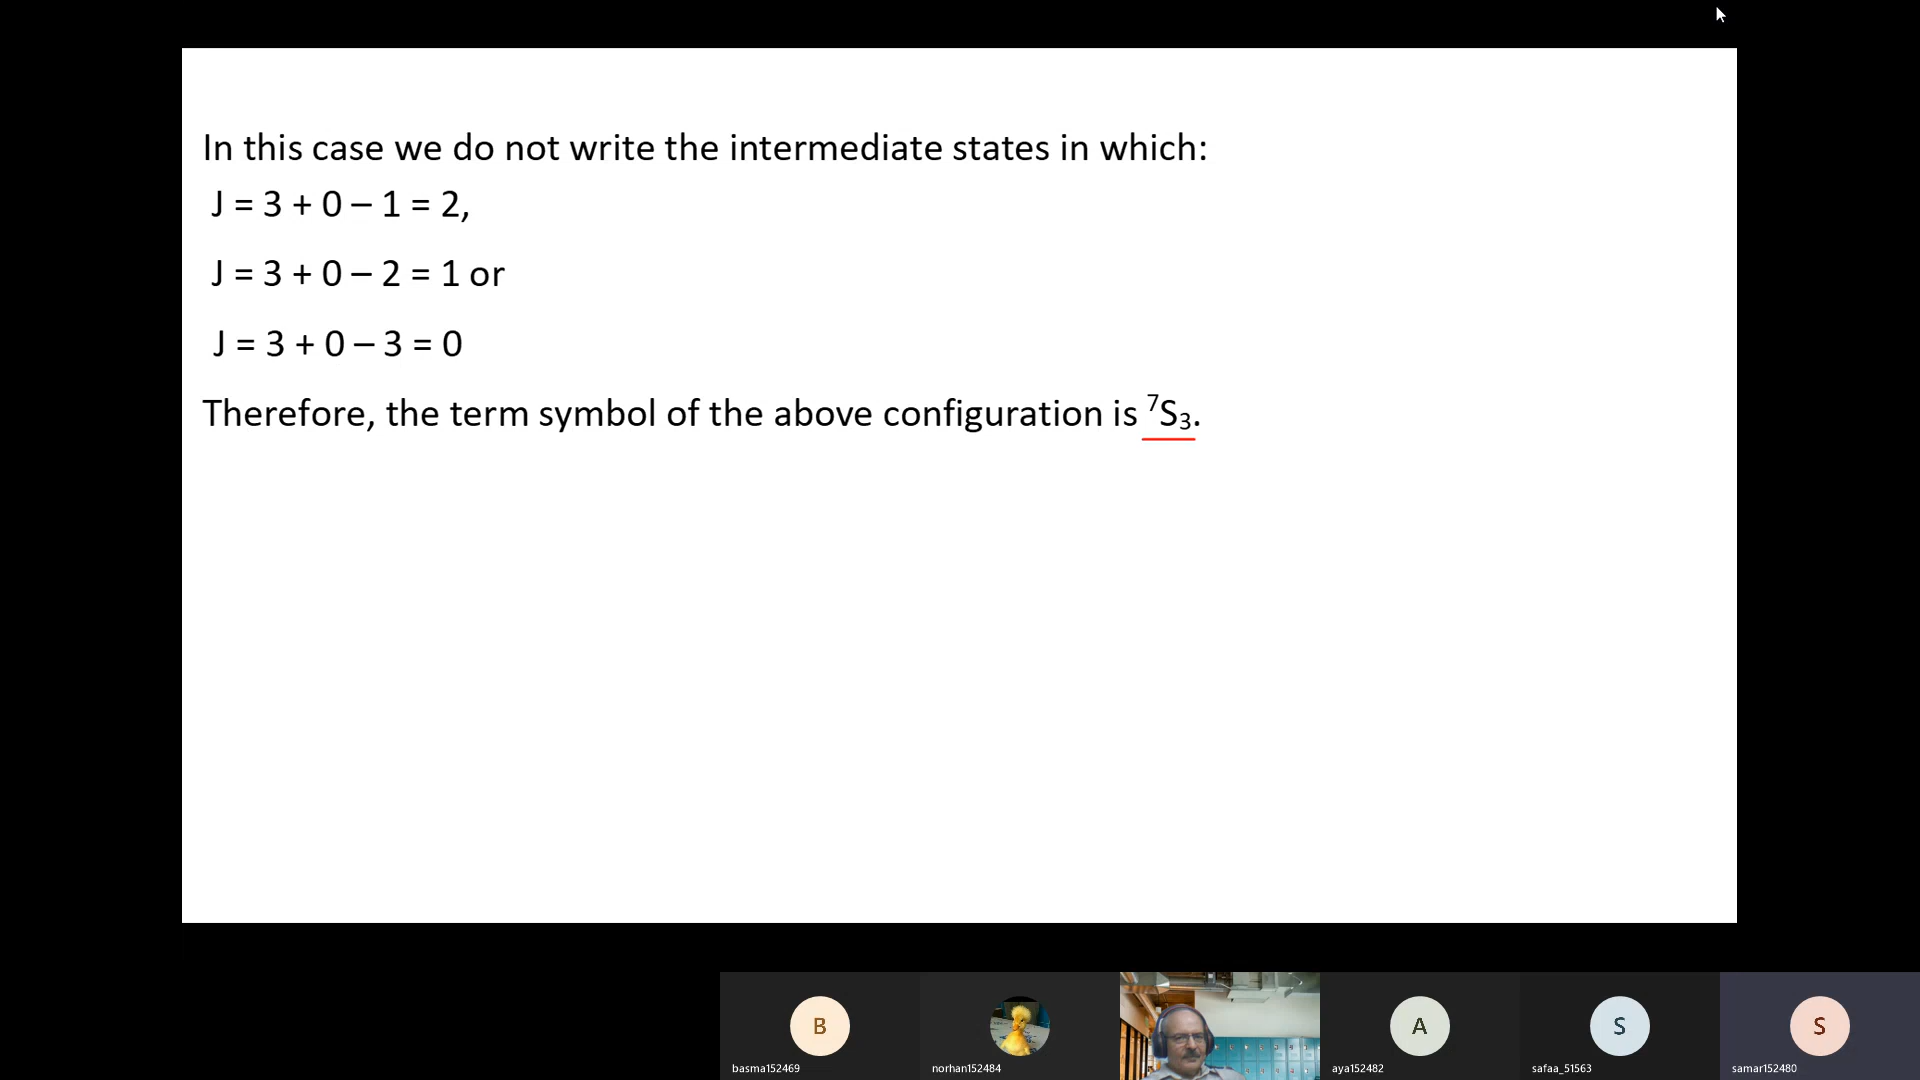 In this case we do not write the intermediate states in which:
J = 3 + 0 – 1 = 2,
J = 3 + 0 – 2 = 1 or
J = 3 + 0 – 3 = 0
Therefore, the term symbol of the above configuration is ⁷S₃.
B
A
S
S
basma152469
norhan152484
aya152482
safaa_51563
samar152480